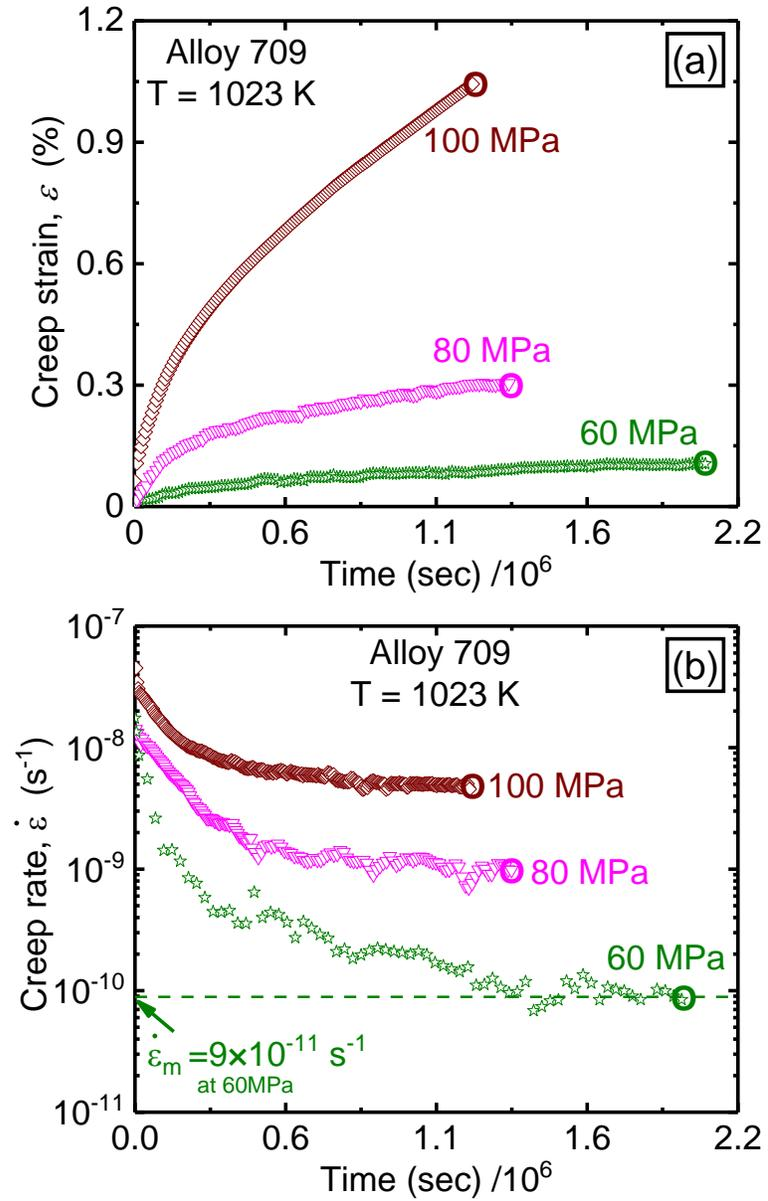 1.2
Alloy 709
(a)
T = 1023 K
0.9
100 MPa
Creep strain, ε (%)
0.6
80 MPa
0.3
60 MPa
0
0 0.6 1.1 1.6 2.2
Time (sec) /10⁶
10⁻⁷
Alloy 709
(b)
T = 1023 K
10⁻⁸
100 MPa
Creep rate, ε̇ (s⁻¹)
10⁻⁹
80 MPa
60 MPa
10⁻¹⁰
ε̇ₘ =9×10⁻¹¹ s⁻¹
at 60MPa
10⁻¹¹
0.0 0.6 1.1 1.6 2.2
Time (sec) /10⁶